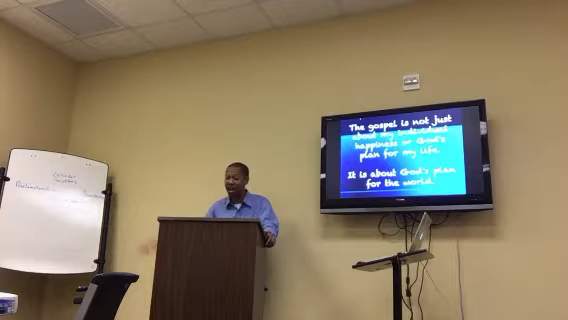 The gospel is not just
about my individual
happiness or God's
plan for my life.
It is about God's plan
for the world.